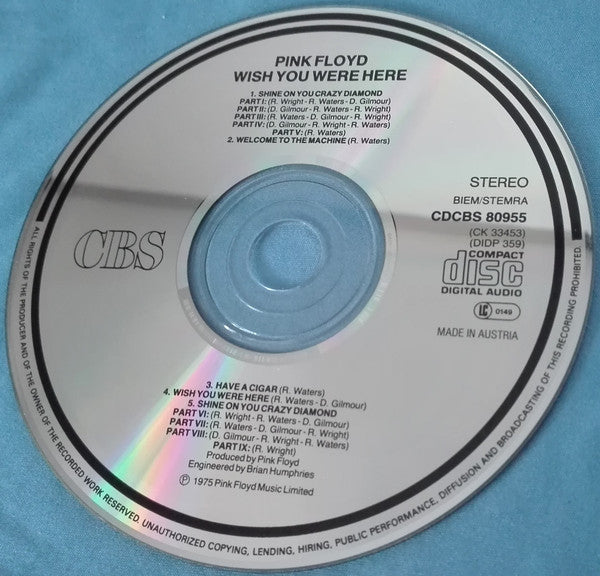 PINK FLOYD
WISH YOU WERE HERE
1. SHINE ON YOU CRAZY DIAMOND
PART I: (R. Wright - R. Waters - D. Gilmour)
PART II: (D. Gilmour - R. Waters - R. Wright)
PART III: (R. Waters - D. Gilmour - R. Wright)
PART IV: (D. Gilmour - R. Wright - R. Waters)
PART V: (R. Waters)
2. WELCOME TO THE MACHINE (R. Waters)
CBS
STEREO
BIEM/STEMRA
CDCBS 80955
(CK 33453)
(DIDP 359)
COMPACT
disc
DIGITAL AUDIO
LC 0149
MADE IN AUSTRIA
3. HAVE A CIGAR (R. Waters)
4. WISH YOU WERE HERE (R. Waters - D. Gilmour)
5. SHINE ON YOU CRAZY DIAMOND
PART VI: (R. Wright - R. Waters - D. Gilmour)
PART VII: (R. Waters - D. Gilmour - R. Wright)
PART VIII: (D. Gilmour - R. Wright - R. Waters)
PART IX: (R. Wright)
Produced by Pink Floyd
Engineered by Brian Humphries
Ⓟ 1975 Pink Floyd Music Limited
ALL RIGHTS OF THE PRODUCER AND OF THE OWNER OF THE RECORDED WORK RESERVED. UNAUTHORIZED COPYING, LENDING, HIRING, PUBLIC PERFORMANCE, DIFFUSION AND BROADCASTING OF THIS RECORDING PROHIBITED.